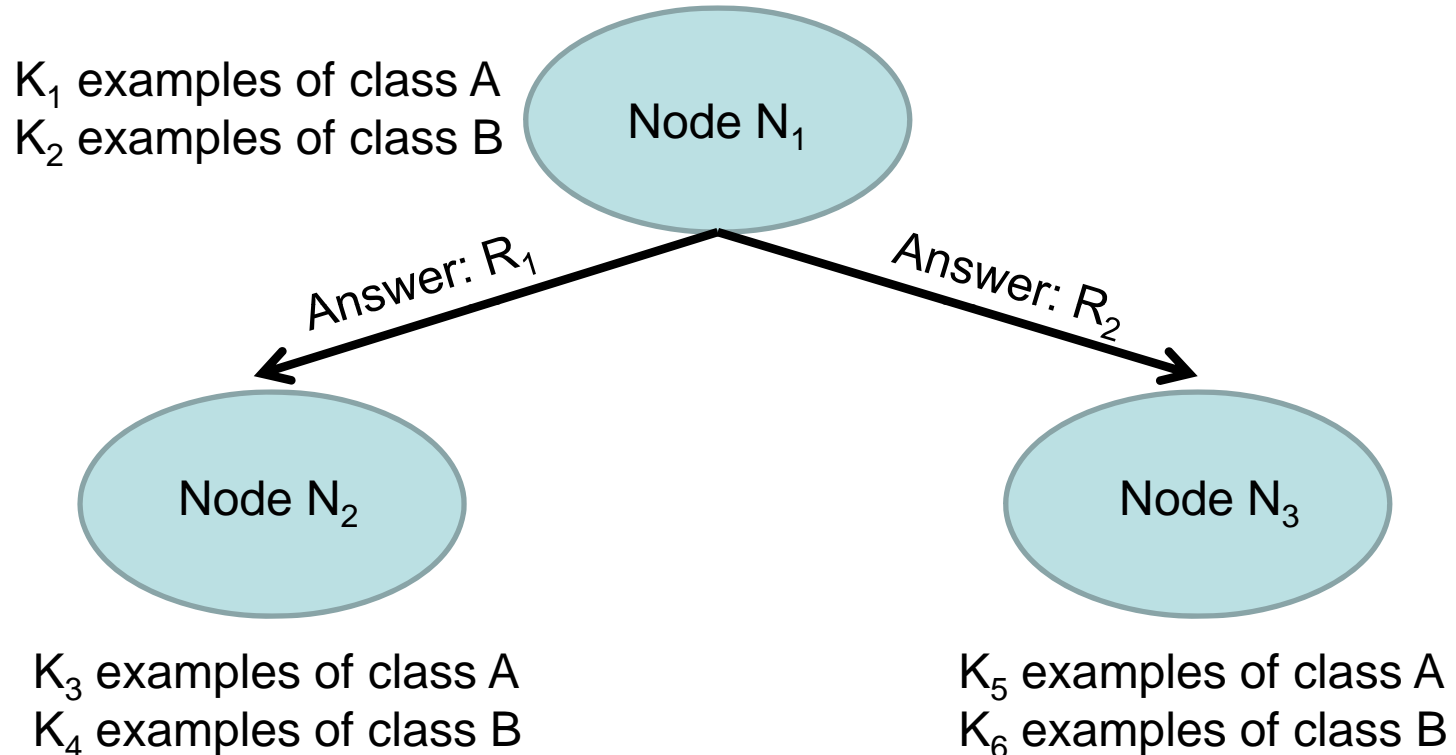 K₁ examples of class A
K₂ examples of class B
Node N₁
Answer: R₁
Answer: R₂
Node N₂
Node N₃
K₃ examples of class A
K₄ examples of class B
K₅ examples of class A
K₆ examples of class B